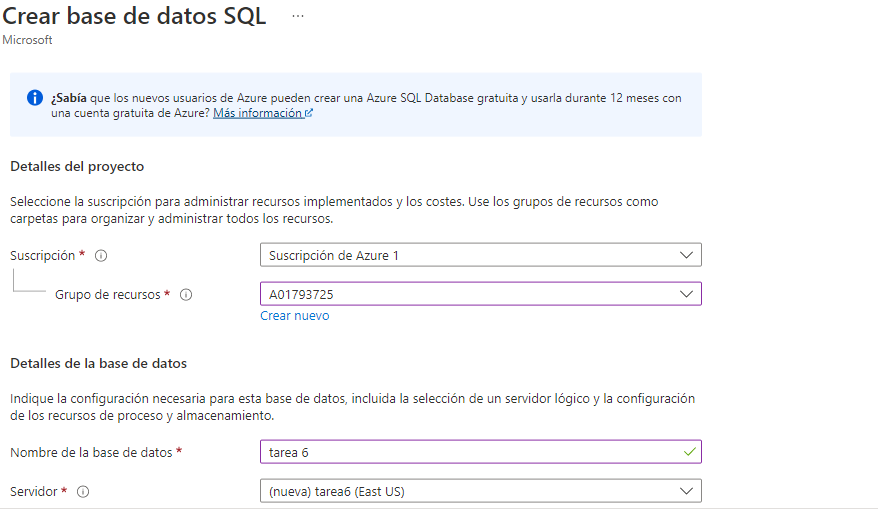 Crear base de datos SQL ...
Microsoft
¿Sabía que los nuevos usuarios de Azure pueden crear una Azure SQL Database gratuita y usarla durante 12 meses con
una cuenta gratuita de Azure? Más información
Detalles del proyecto
Seleccione la suscripción para administrar recursos implementados y los costes. Use los grupos de recursos como
carpetas para organizar y administrar todos los recursos.
Suscripción * Suscripción de Azure 1
Grupo de recursos * A01793725
Crear nuevo
Detalles de la base de datos
Indique la configuración necesaria para esta base de datos, incluida la selección de un servidor lógico y la configuración
de los recursos de proceso y almacenamiento.
Nombre de la base de datos * tarea 6
Servidor * (nueva) tarea6 (East US)